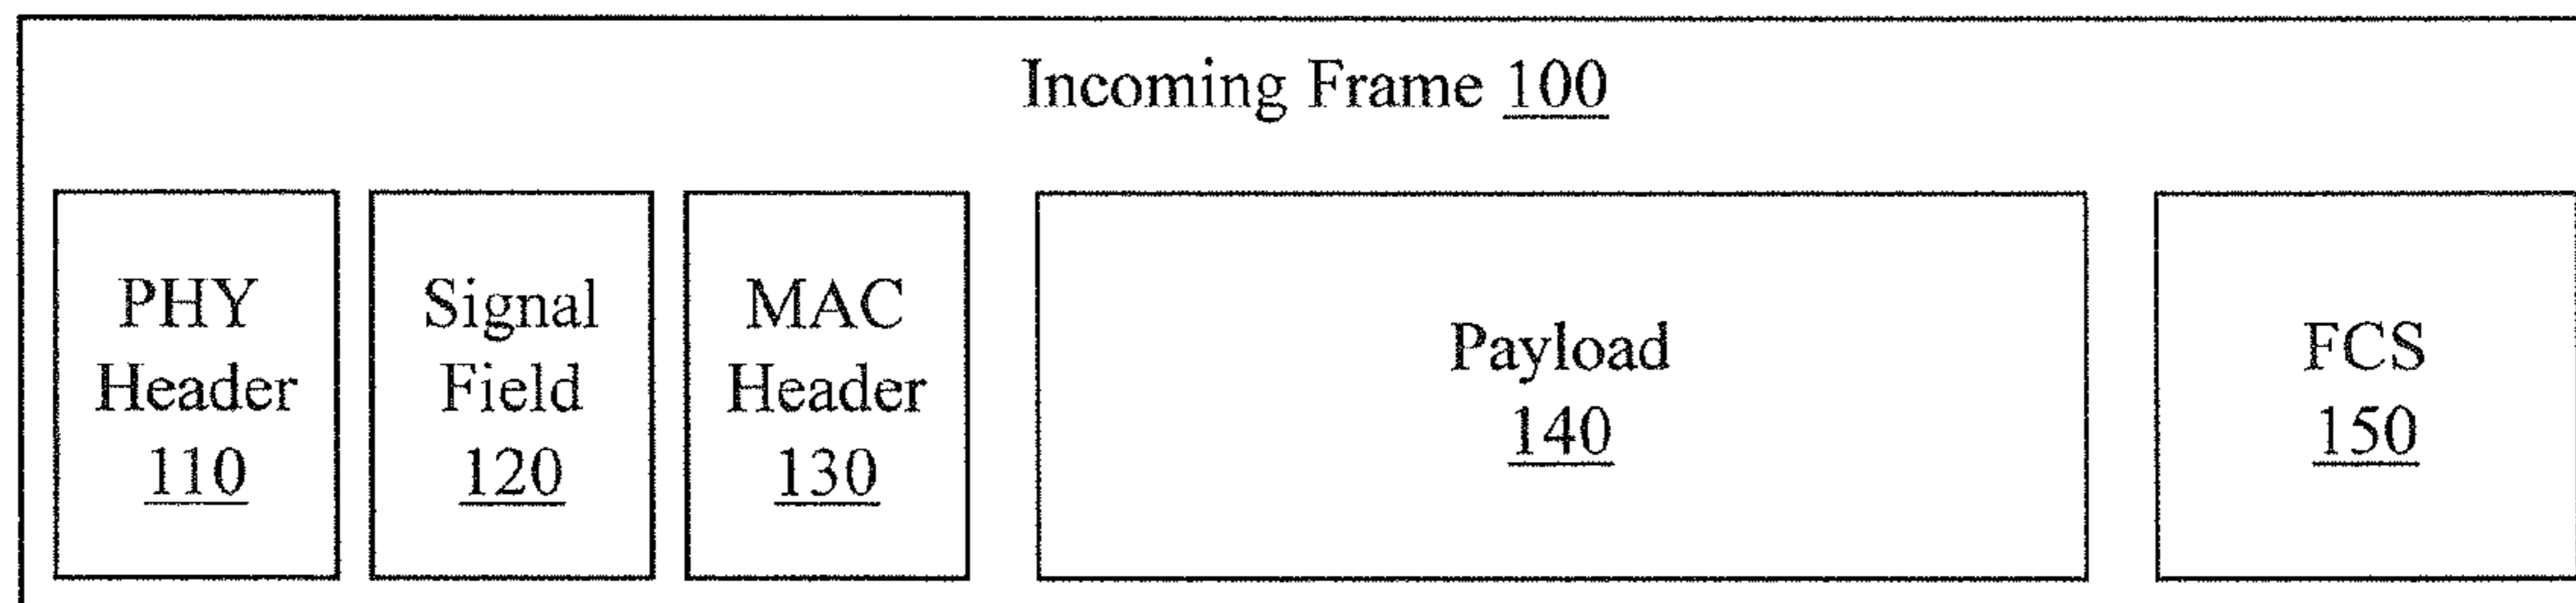 Incoming Frame 100
PHY
Header
110
Signal
Field
120
MAC
Header
130
Payload
140
FCS
150